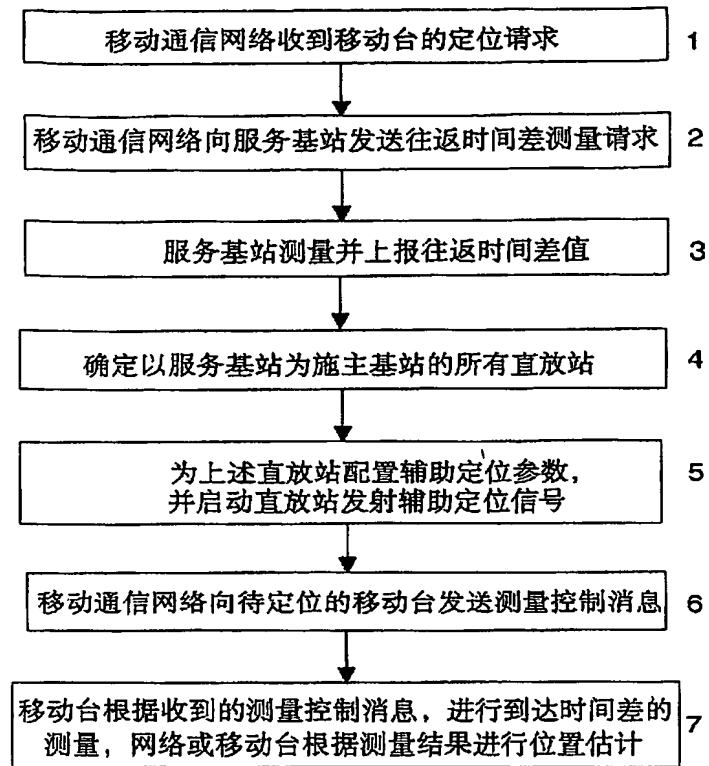 移动通信网络收到移动台的定位请求 1
移动通信网络向服务基站发送往返时间差测量请求 2
服务基站测量并上报往返时间差值 3
确定以服务基站为施主基站的所有直放站 4
为上述直放站配置辅助定位参数， 5
并启动直放站发射辅助定位信号
移动通信网络向待定位的移动台发送测量控制消息 6
移动台根据收到的测量控制消息，进行到达时间差的 7
测量，网络或移动台根据测量结果进行位置估计